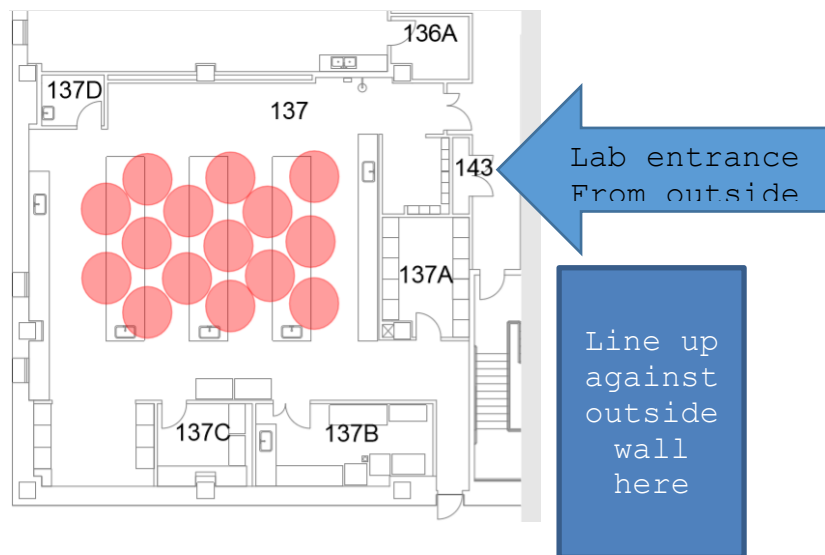 136A
137D
137
143
Lab entrance
From outside
137A
Line up
against
outside
wall
here
137C
137B